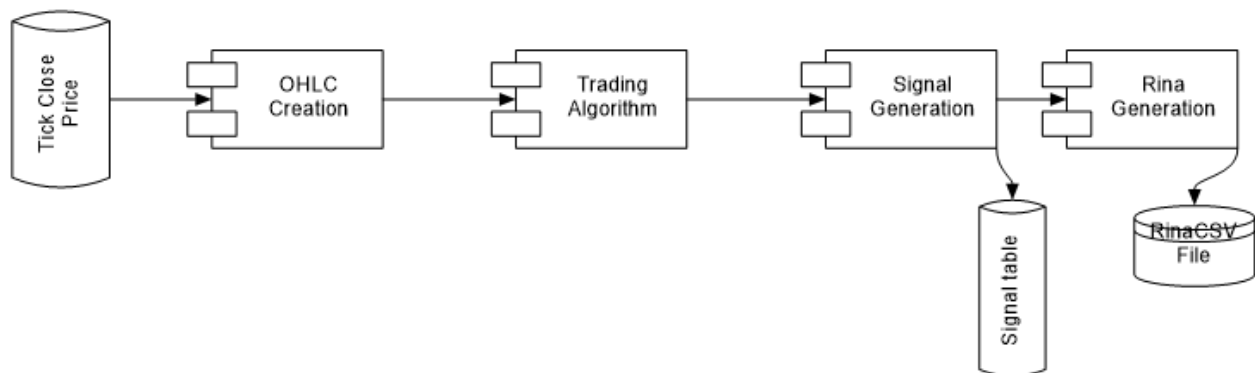 Tick Close
Price
OHLC
Creation
Trading
Algorithm
Signal
Generation
Rina
Generation
Signal table
RinaCSV
File